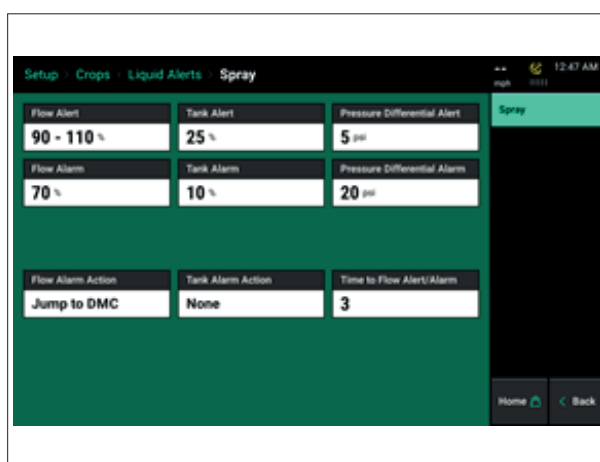 Setup > Crops > Liquid Alerts > Spray
-- mph
12:47 AM
Flow Alert
90 - 110 %
Tank Alert
25 %
Pressure Differential Alert
5 psi
Spray
Flow Alarm
70 %
Tank Alarm
10 %
Pressure Differential Alarm
20 psi
Flow Alarm Action
Jump to DMC
Tank Alarm Action
None
Time to Flow Alert/Alarm
3
Home
< Back